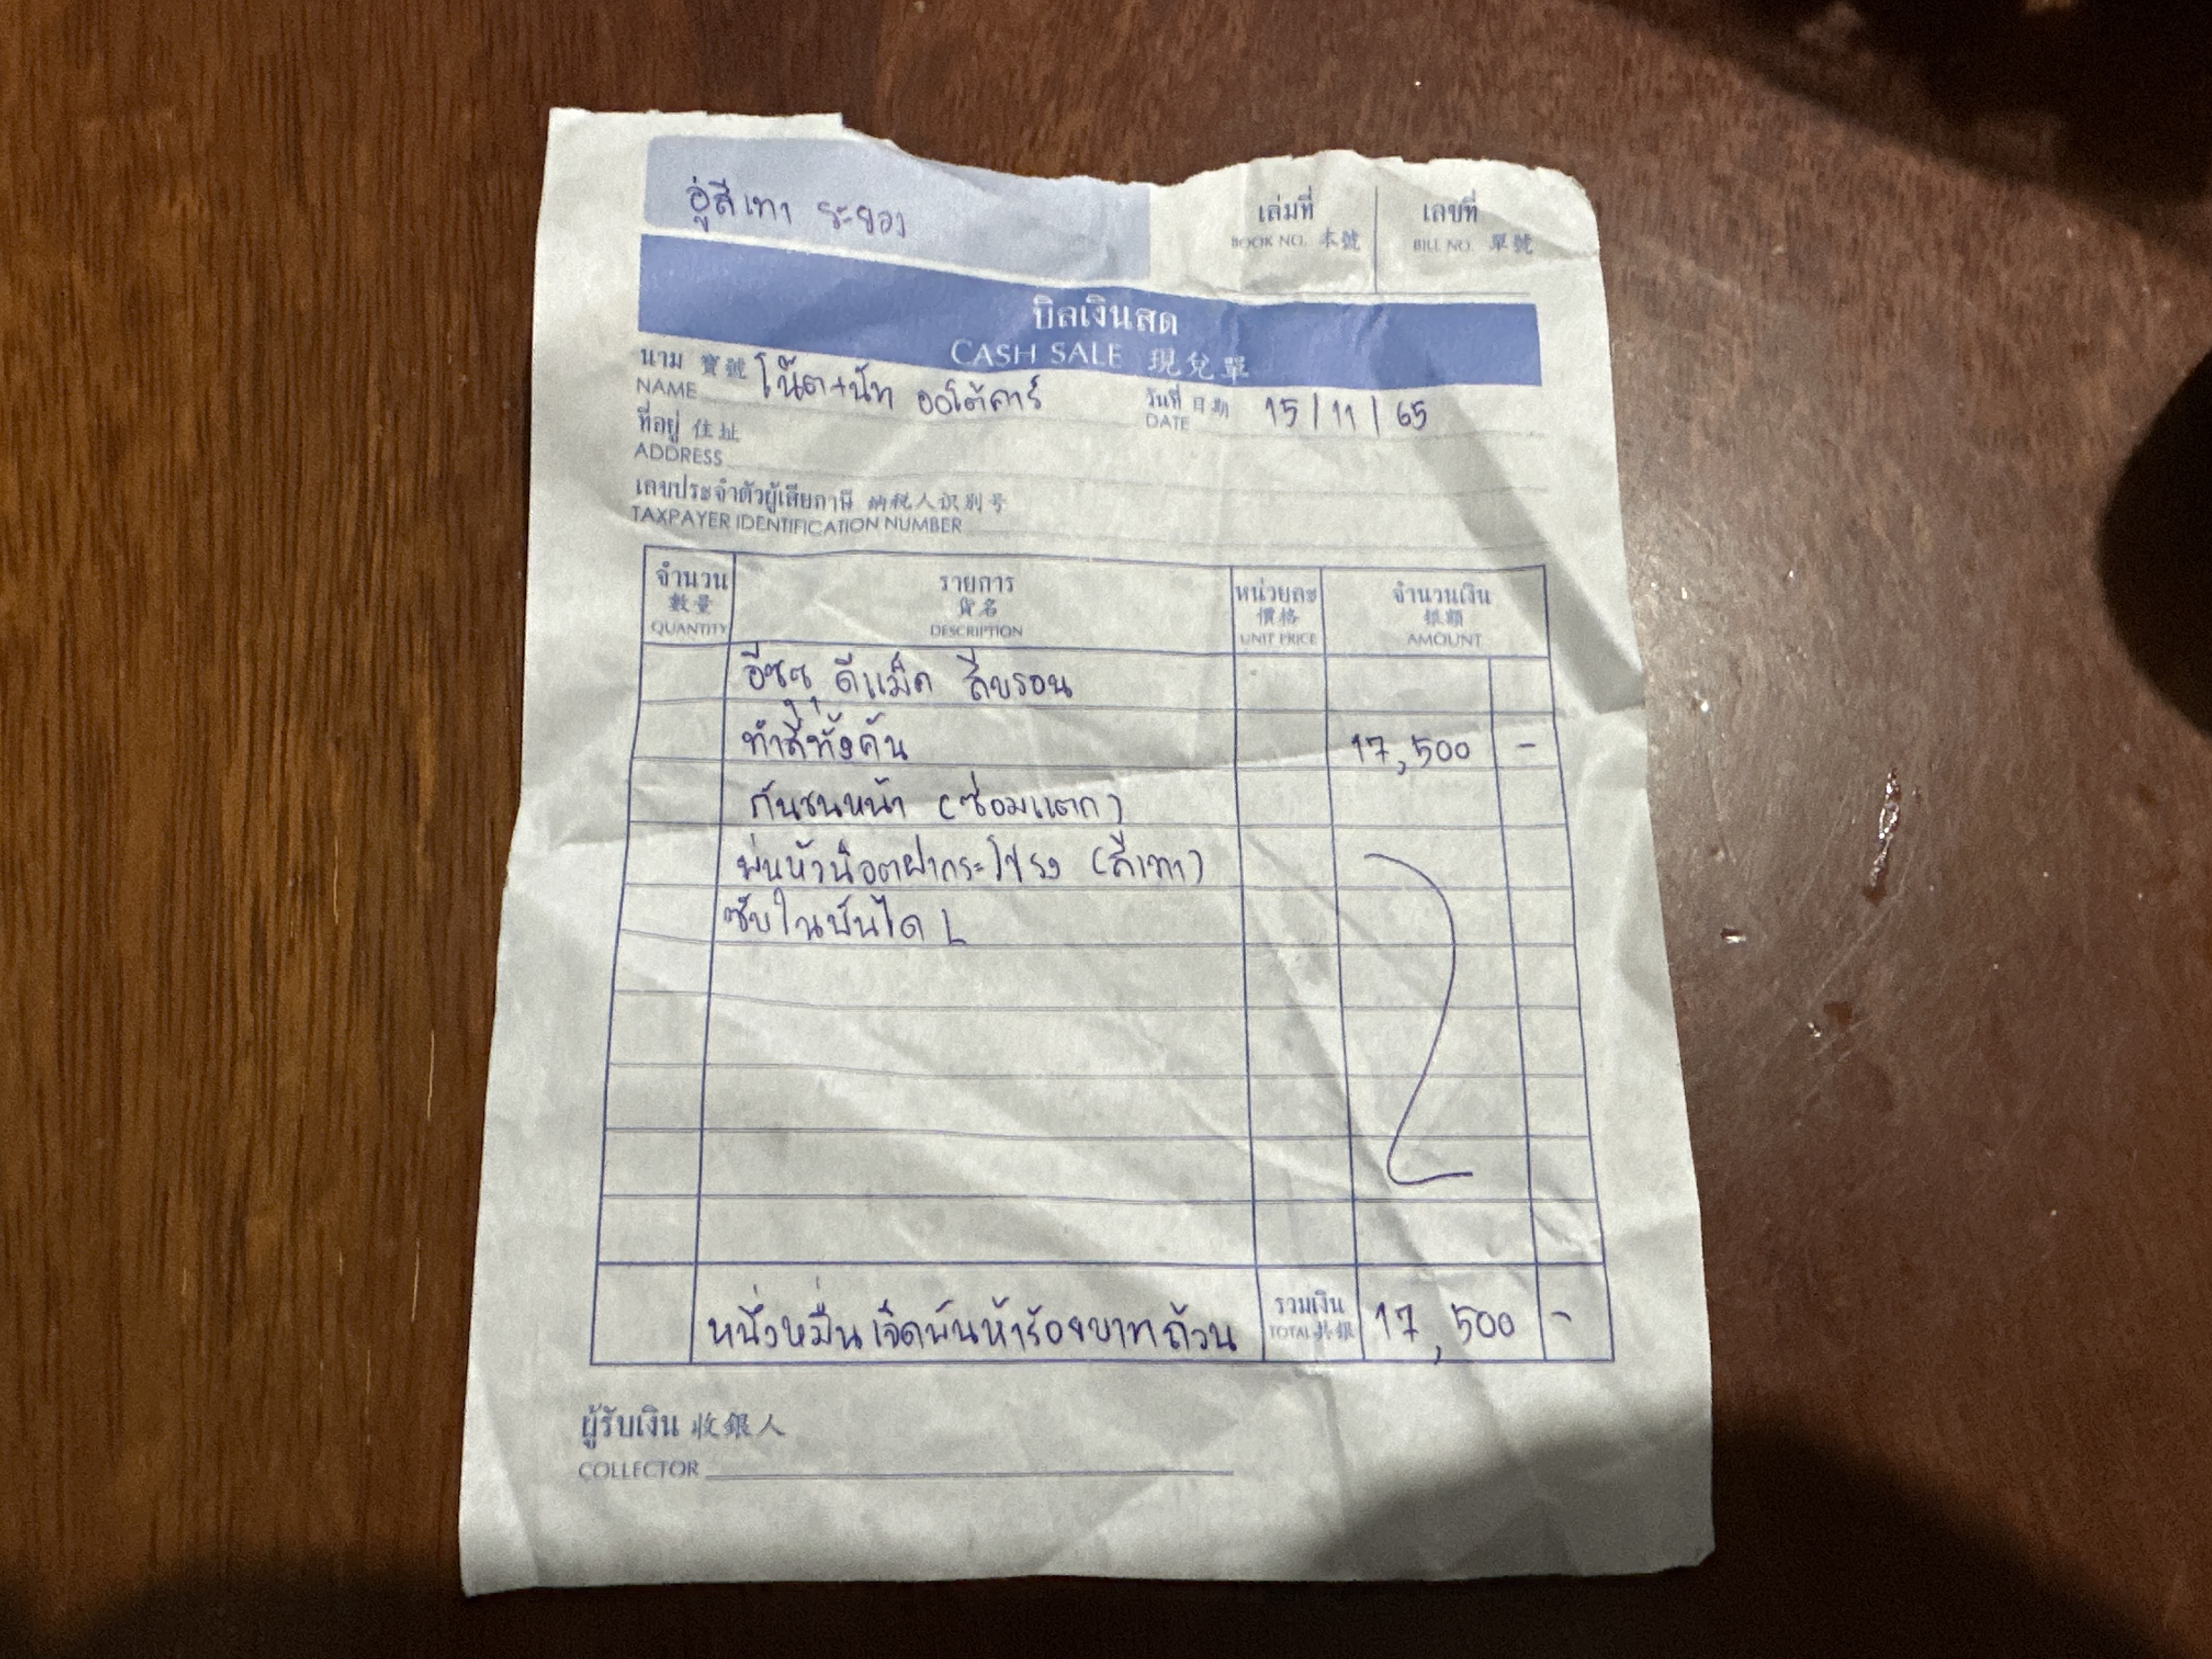 อู่สีเทา ระยอง
เล่มที่ เลขที่
BOOK NO. 本號 BILL NO. 單號
บิลเงินสด
CASH SALE 現兌單
นาม 寶號 โน๊ต+นัท ออโต้คาร์ วันที่ 日期 15/11/65
NAME DATE
ที่อยู่ 住址
ADDRESS
เลขประจำตัวผู้เสียภาษี 納税人识别号
TAXPAYER IDENTIFICATION NUMBER
จำนวน รายการ หน่วยละ จำนวนเงิน
數量 貨名 價格 銀額
QUANTITY DESCRIPTION UNIT PRICE AMOUNT
อีซูซุ ดีแม็ค สีบรอน
ทำสีทั้งคัน 17,500 -
กันชนหน้า (ซ่อมแตก)
พ่นหัวน็อตฝากระโปรง (สีเทา)
ซับในบันได L
หนึ่งหมื่นเจ็ดพันห้าร้อยบาทถ้วน รวมเงิน 17,500 -
TOTAL 共銀
ผู้รับเงิน 收銀人
COLLECTOR